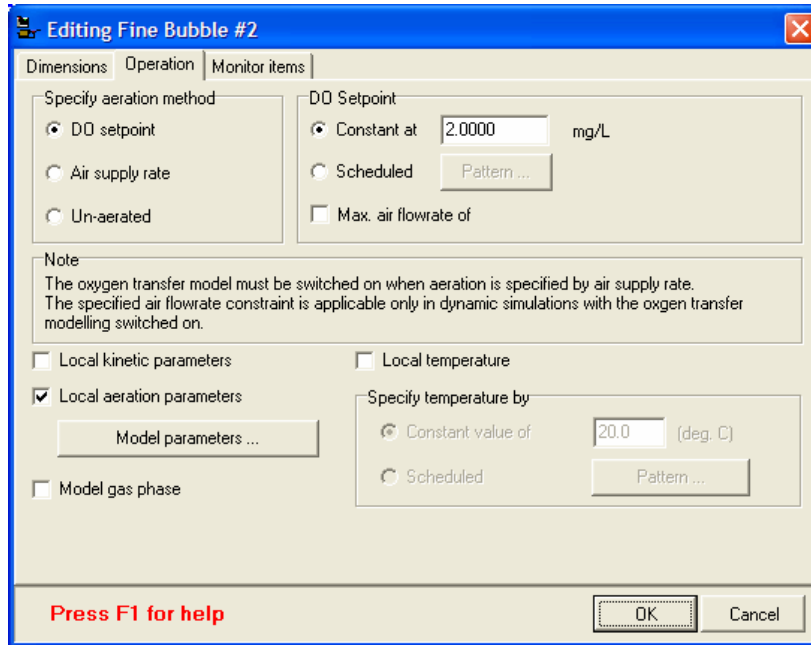 Editing Fine Bubble #2
Dimensions Operation Monitor items
Specify aeration method
DO setpoint
Air supply rate
Un-aerated
DO Setpoint
Constant at 2.0000 mg/L
Scheduled Pattern ...
Max. air flowrate of
Note
The oxygen transfer model must be switched on when aeration is specified by air supply rate.
The specified air flowrate constraint is applicable only in dynamic simulations with the oxgen transfer
modelling switched on.
Local kinetic parameters
Local aeration parameters
Model parameters ...
Model gas phase
Local temperature
Specify temperature by
Constant value of 20.0 (deg. C)
Scheduled Pattern ...
Press F1 for help
OK Cancel